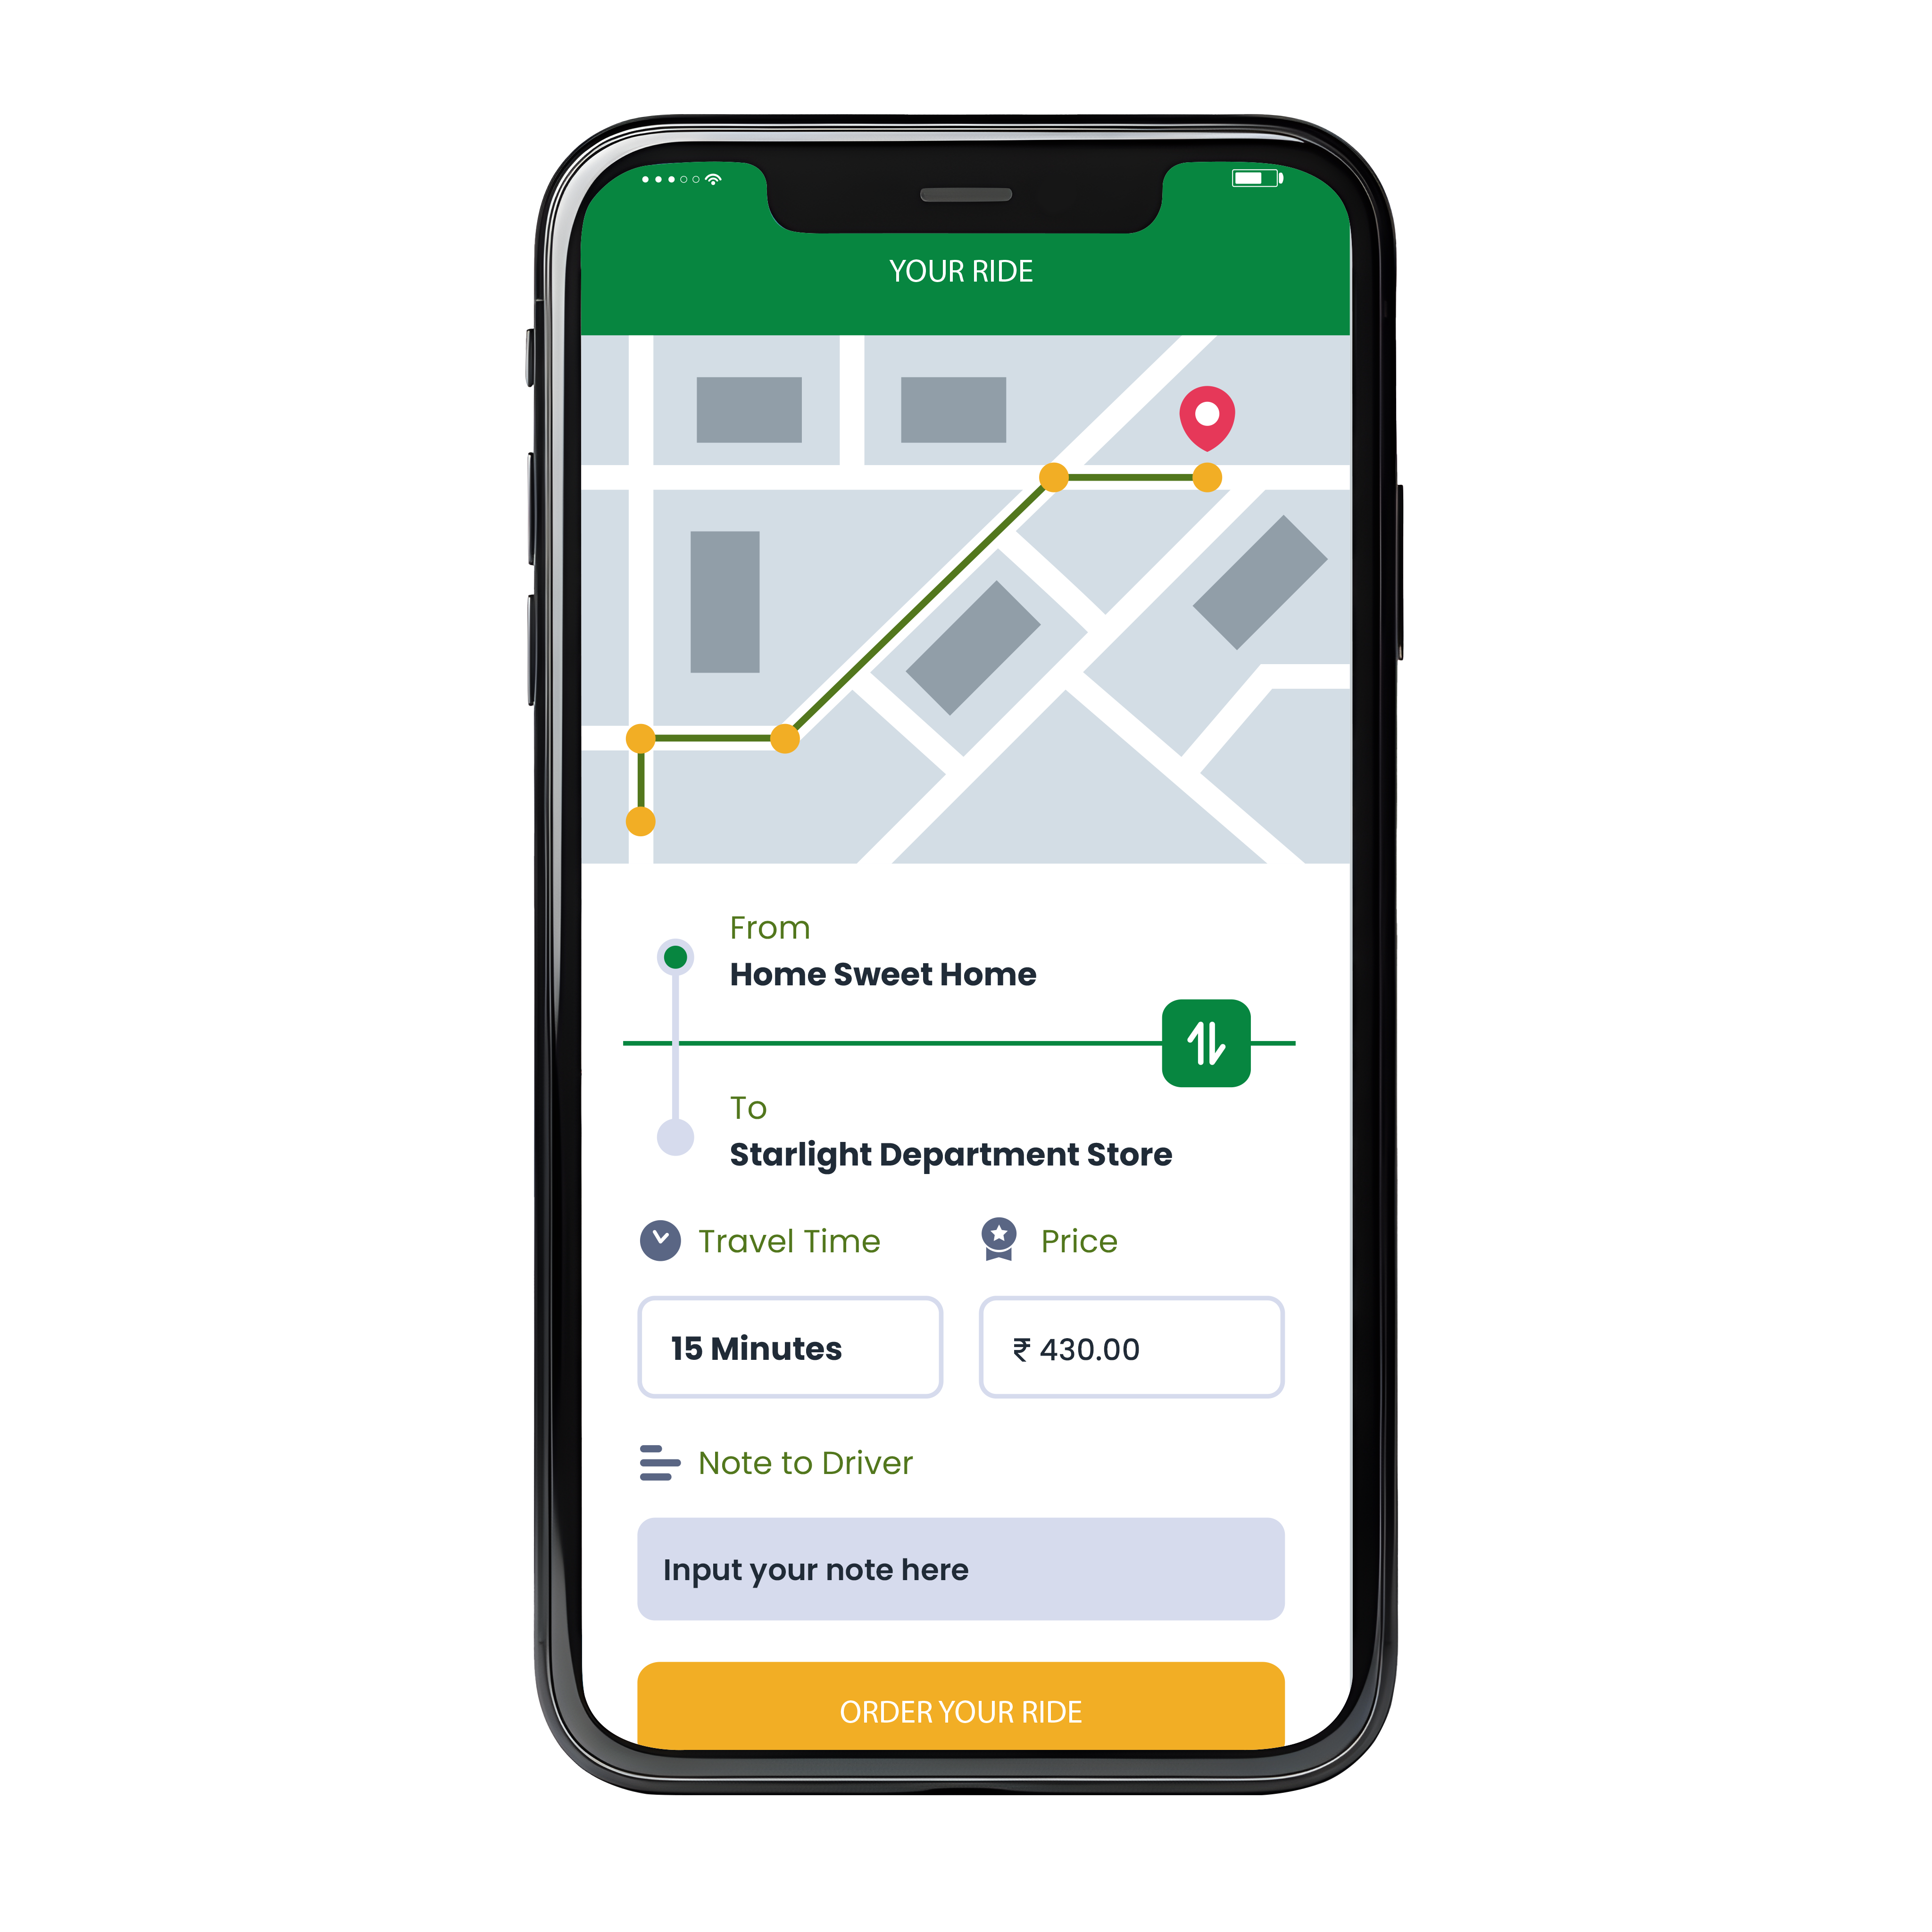 YOUR RIDE
From
Home Sweet Home
To
Starlight Department Store
Travel Time
Price
15 Minutes
₹ 430.00
Note to Driver
Input your note here
ORDER YOUR RIDE